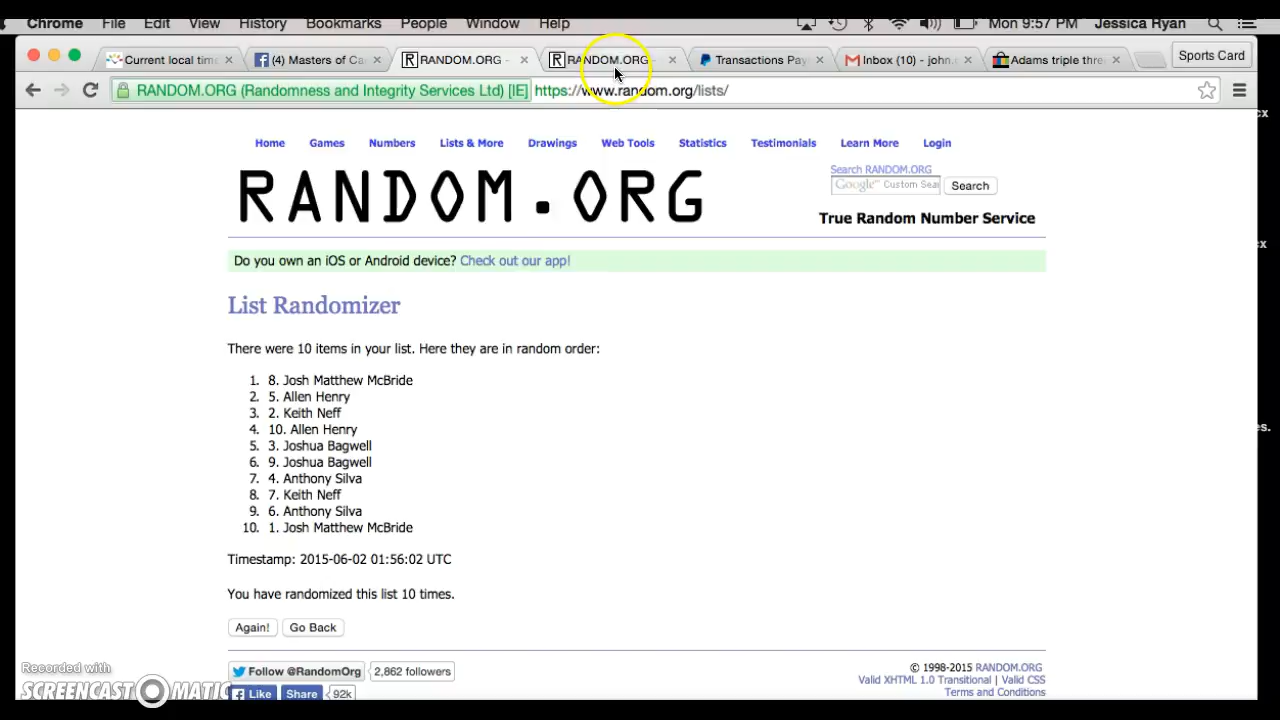 Chrome File Edit View History Bookmarks People Window Help Mon 9:57 PM Jessica Ryan
Current local time (4) Masters of Ca RANDOM.ORG - RANDOM.ORG - Transactions Pay Inbox (10) - john. Adams triple thre Sports Card
RANDOM.ORG (Randomness and Integrity Services Ltd) [IE] https://www.random.org/lists/
Home Games Numbers Lists & More Drawings Web Tools Statistics Testimonials Learn More Login
Search RANDOM.ORG
Google™ Custom Sear Search
RANDOM.ORG
True Random Number Service
Do you own an iOS or Android device? Check out our app!
List Randomizer
There were 10 items in your list. Here they are in random order:
1. 8. Josh Matthew McBride
2. 5. Allen Henry
3. 2. Keith Neff
4. 10. Allen Henry
5. 3. Joshua Bagwell
6. 9. Joshua Bagwell
7. 4. Anthony Silva
8. 7. Keith Neff
9. 6. Anthony Silva
10. 1. Josh Matthew McBride
Timestamp: 2015-06-02 01:56:02 UTC
You have randomized this list 10 times.
Again! Go Back
Follow @RandomOrg 2,862 followers
Like Share 92k
© 1998-2015 RANDOM.ORG
Valid XHTML 1.0 Transitional | Valid CSS
Terms and Conditions
Recorded with
SCREENCAST-O-MATIC
cx
cx
es.